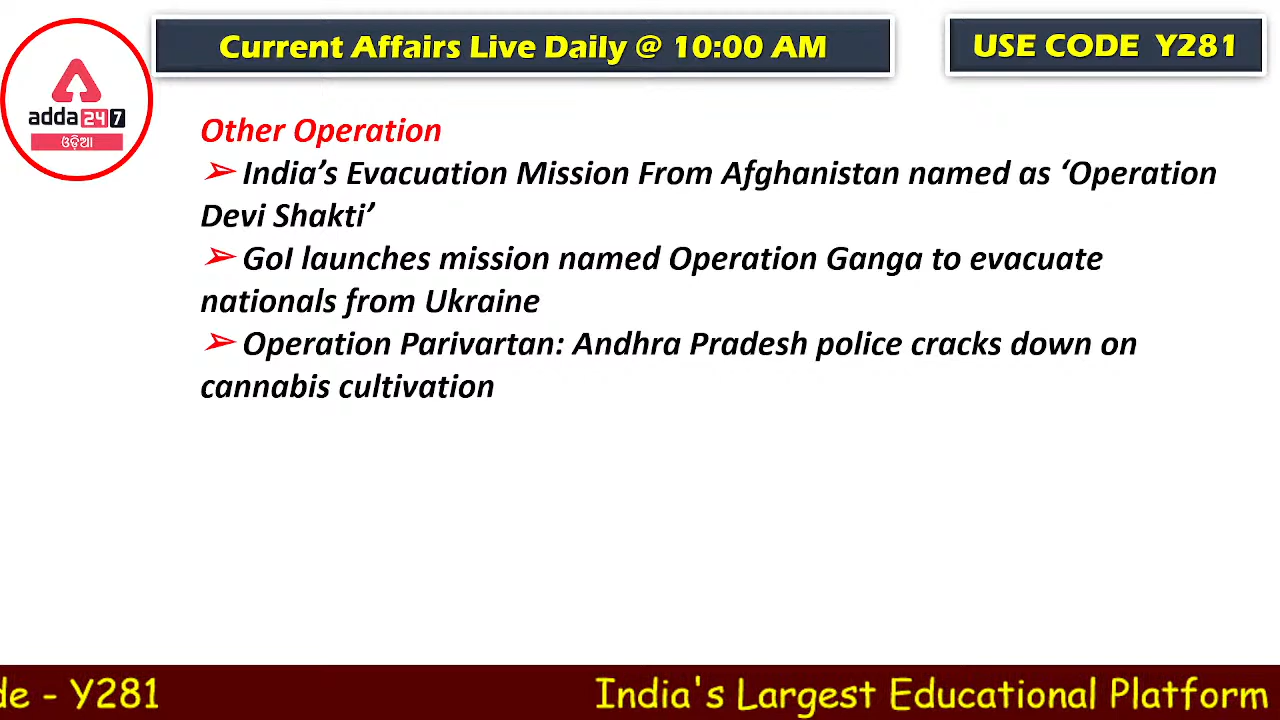 Current Affairs Live Daily @ 10:00 AM
USE CODE Y281
adda 24 7
ଓଡ଼ିଆ
Other Operation
➢ India’s Evacuation Mission From Afghanistan named as ‘Operation
Devi Shakti’
➢ GoI launches mission named Operation Ganga to evacuate
nationals from Ukraine
➢ Operation Parivartan: Andhra Pradesh police cracks down on
cannabis cultivation
de - Y281
India's Largest Educational Platform